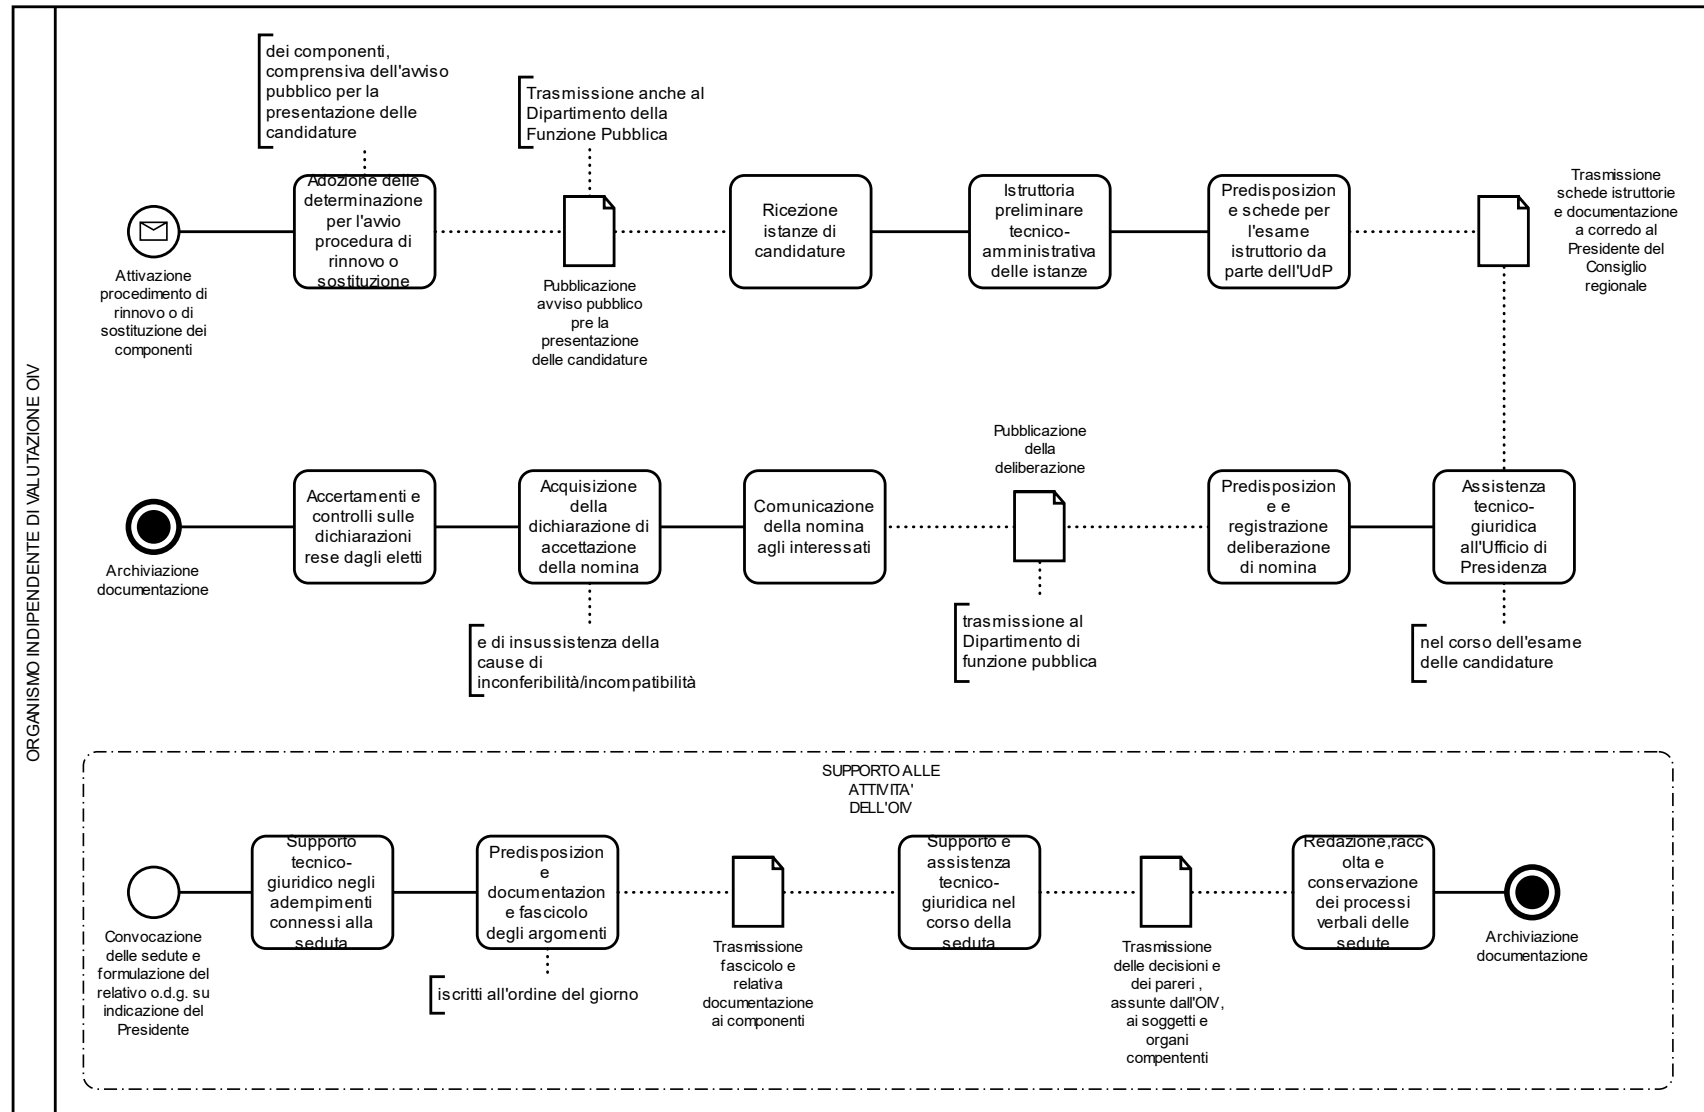 ORGANISMO INDIPENDENTE DI VALUTAZIONE OIV
dei componenti,
comprensiva dell'avviso
pubblico per la
presentazione delle
candidature
Trasmissione anche al
Dipartimento della
Funzione Pubblica
Attivazione
procedimento di
rinnovo o di
sostituzione dei
componenti
Adozione delle
determinazione
per l'avvio
procedura di
rinnovo o
sostituzione
Pubblicazione
avviso pubblico
pre la
presentazione
delle candidature
Ricezione
istanze di
candidature
Istruttoria
preliminare
tecnico-
amministrativa
delle istanze
Predisposizion
e schede per
l'esame
istruttorio da
parte dell'UdP
Trasmissione
schede istruttorie
e documentazione
a corredo al
Presidente del
Consiglio
regionale
Archiviazione
documentazione
Accertamenti e
controlli sulle
dichiarazioni
rese dagli eletti
Acquisizione
della
dichiarazione di
accettazione
della nomina
e di insussistenza della
cause di
inconferibilità/incompatibilità
Comunicazione
della nomina
agli interessati
Pubblicazione
della
deliberazione
trasmissione al
Dipartimento di
funzione pubblica
Predisposizion
e e
registrazione
deliberazione
di nomina
Assistenza
tecnico-
giuridica
all'Ufficio di
Presidenza
nel corso dell'esame
delle candidature
SUPPORTO ALLE
ATTIVITA'
DELL'OIV
Convocazione
delle sedute e
formulazione del
relativo o.d.g. su
indicazione del
Presidente
Supporto
tecnico-
giuridico negli
adempimenti
connessi alla
seduta
Predisposizion
e
documentazion
e fascicolo
degli argomenti
iscritti all'ordine del giorno
Trasmissione
fascicolo e
relativa
documentazione
ai componenti
Supporto e
assistenza
tecnico-
giuridica nel
corso della
seduta
Trasmissione
delle decisioni e
dei pareri ,
assunte dall'OIV,
ai soggetti e
organi
compententi
Redazione,racc
olta e
conservazione
dei processi
verbali delle
sedute
Archiviazione
documentazione